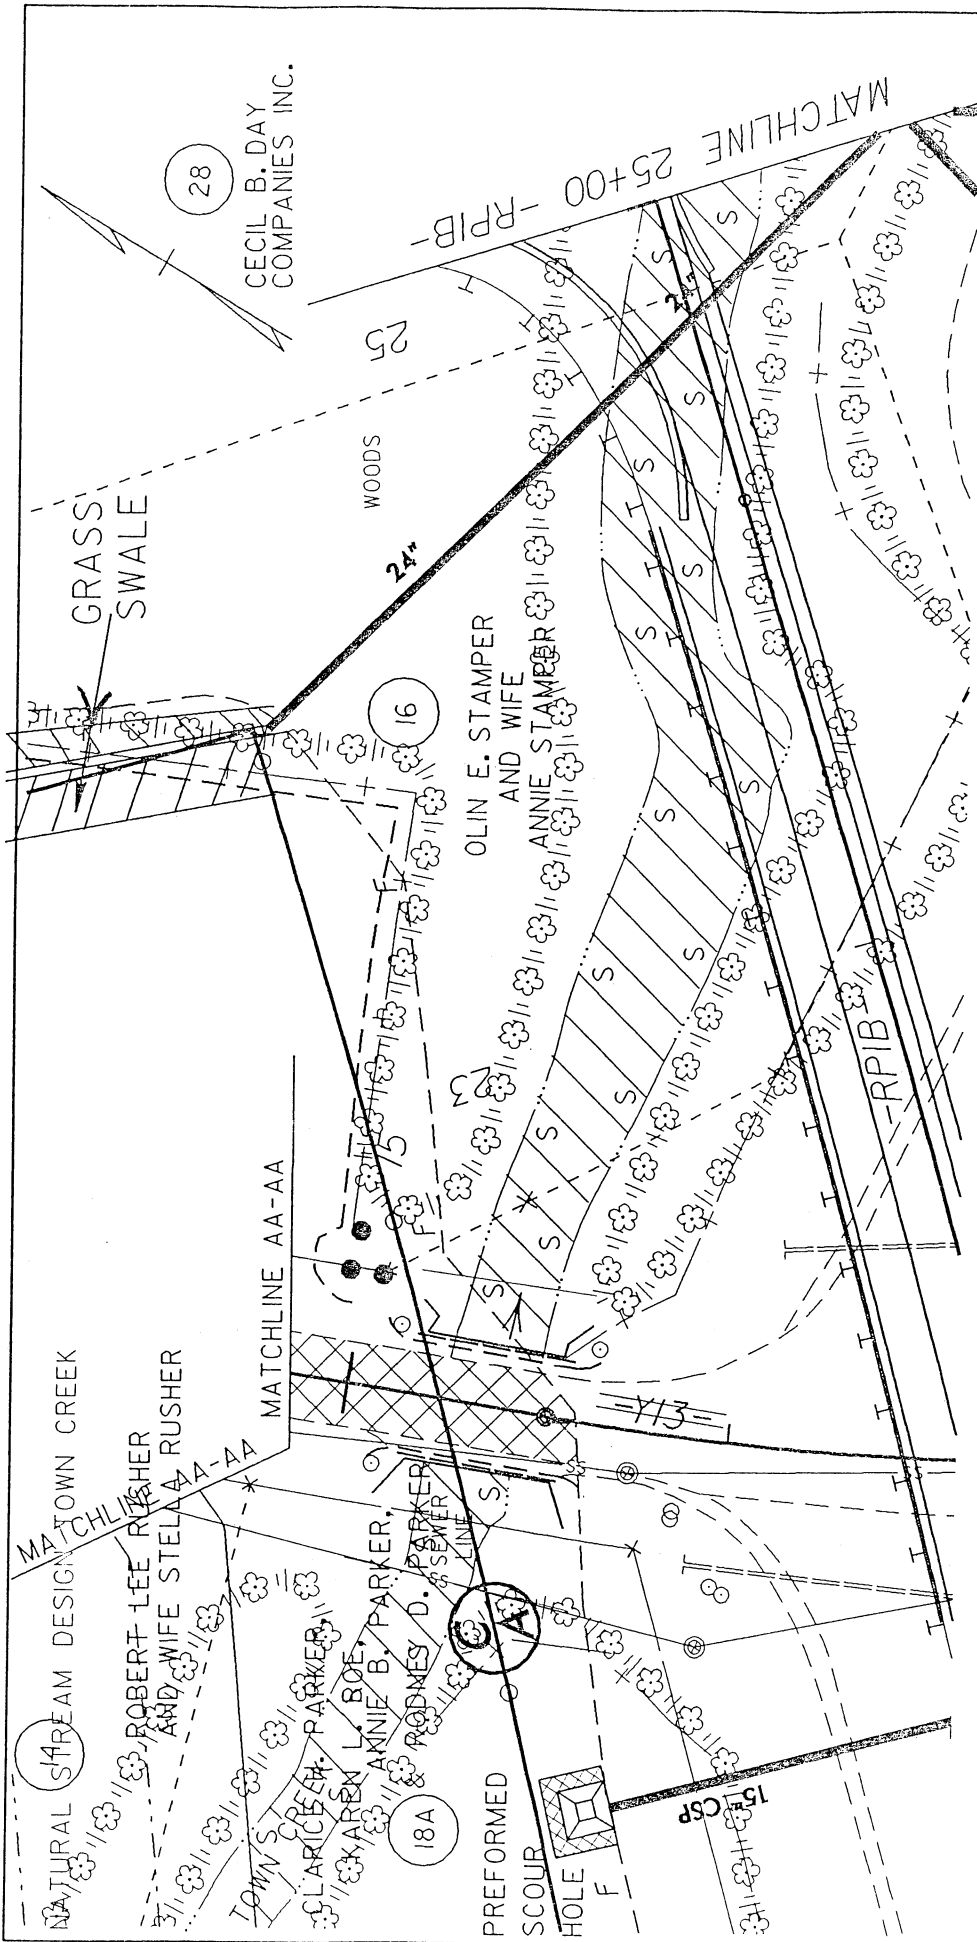 28
CECIL B. DAY
COMPANIES INC.
MATCHLINE 25+00 -RPIB-
25
GRASS
SWALE
WOODS
24"
24"
16
OLIN E. STAMPER
AND WIFE
ANNIE STAMPER
S
S
S
S
S
S
S
S
S
S
S
S
S
S
F
F
15
23
-RPIB-
MATCHLINE AA-AA
MATCHLINE AA-AA
-Y13-
14
NATURAL STREAM DESIGN TOWN CREEK
ROBERT LEE RUSHER
AND WIFE STELLA RUSHER
TOWN CREEK
CLARICE H. PARKER,
KAREN L. BOE,
ANNIE B. PARKER,
& RODNEY D. PARKER
SEWER
LINE
18A
C
A
PREFORMED
SCOUR
HOLE
F
15" CSP